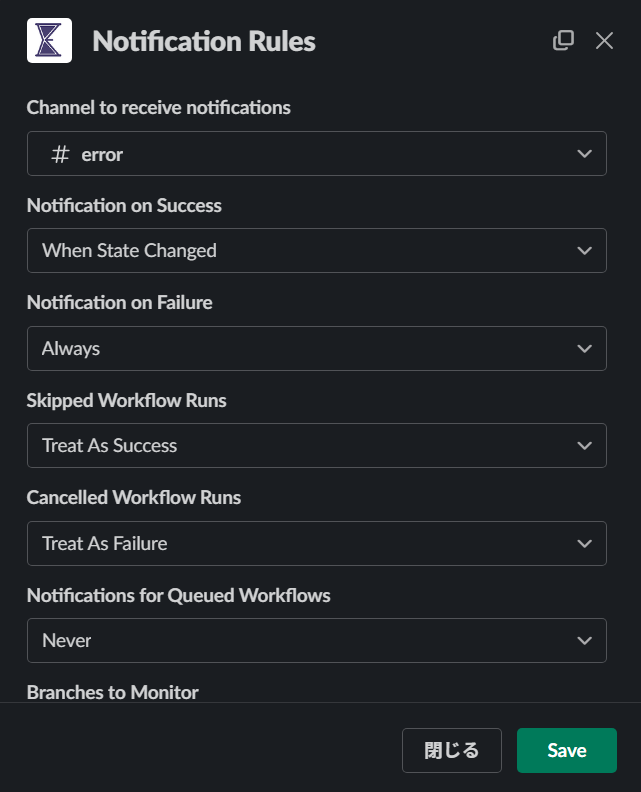 Notification Rules
Channel to receive notifications
# error
Notification on Success
When State Changed
Notification on Failure
Always
Skipped Workflow Runs
Treat As Success
Cancelled Workflow Runs
Treat As Failure
Notifications for Queued Workflows
Never
Branches to Monitor
閉じる Save